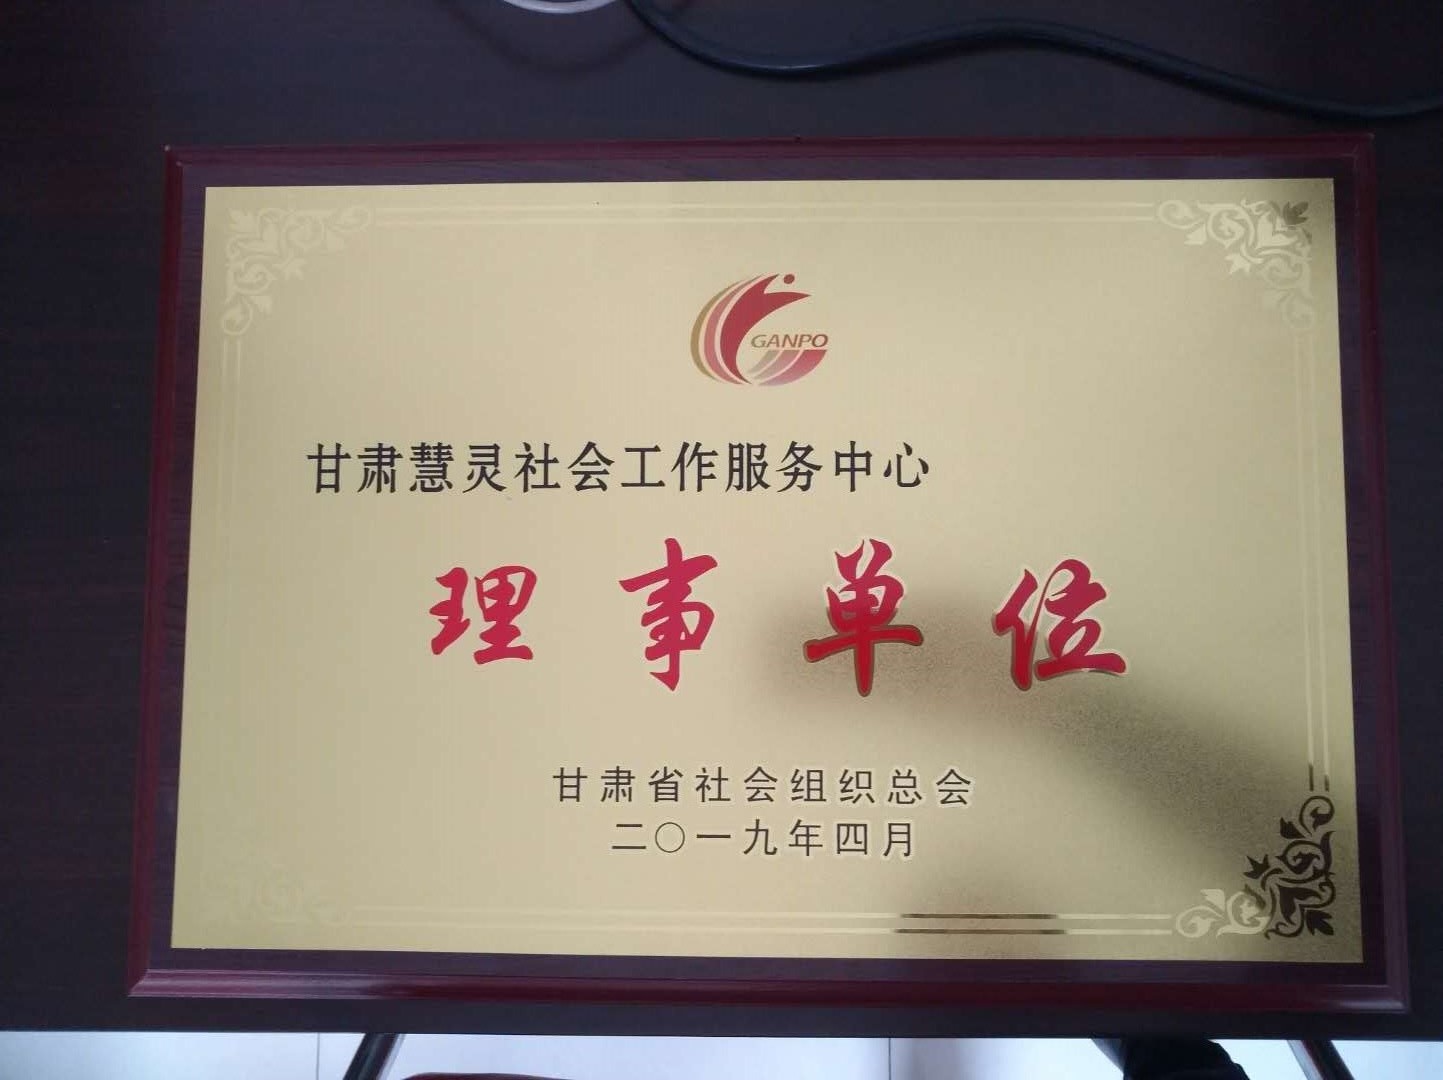 GANPO
甘肃慧灵社会工作服务中心
理事单位
甘肃省社会组织总会
二〇一九年四月